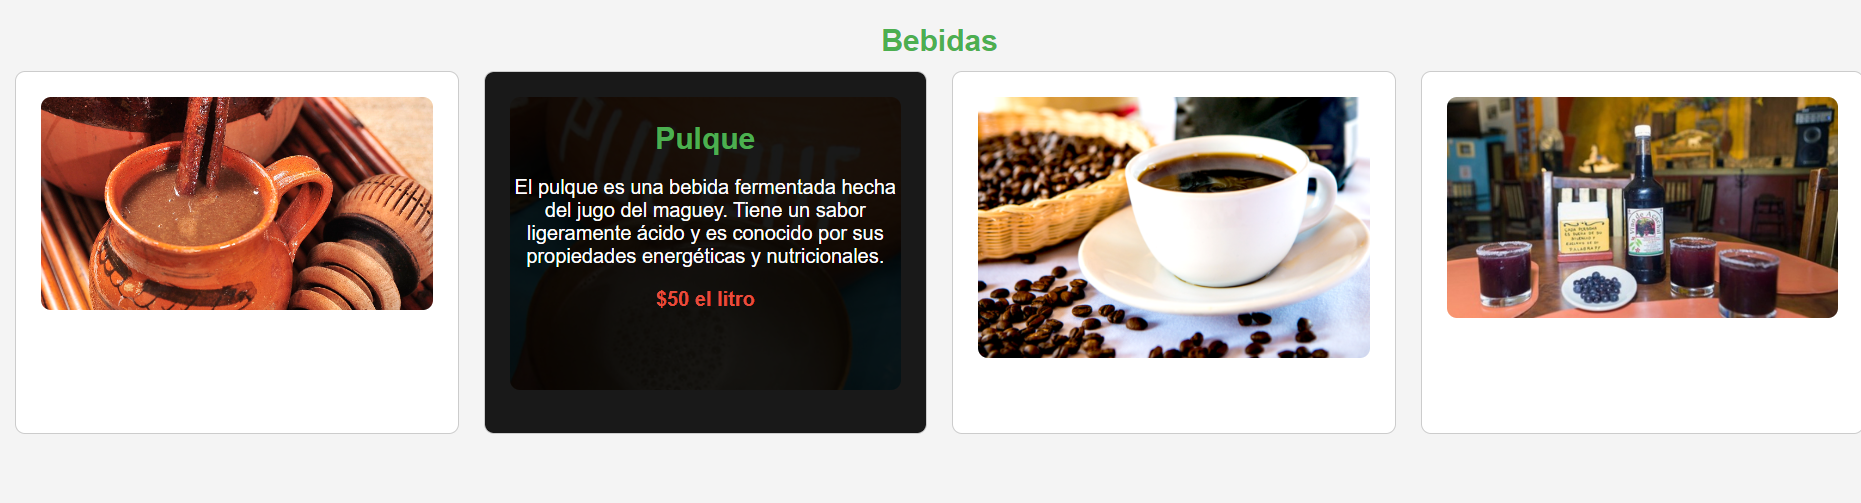 Bebidas
Pulque
El pulque es una bebida fermentada hecha
del jugo del maguey. Tiene un sabor
ligeramente ácido y es conocido por sus
propiedades energéticas y nutricionales.
$50 el litro